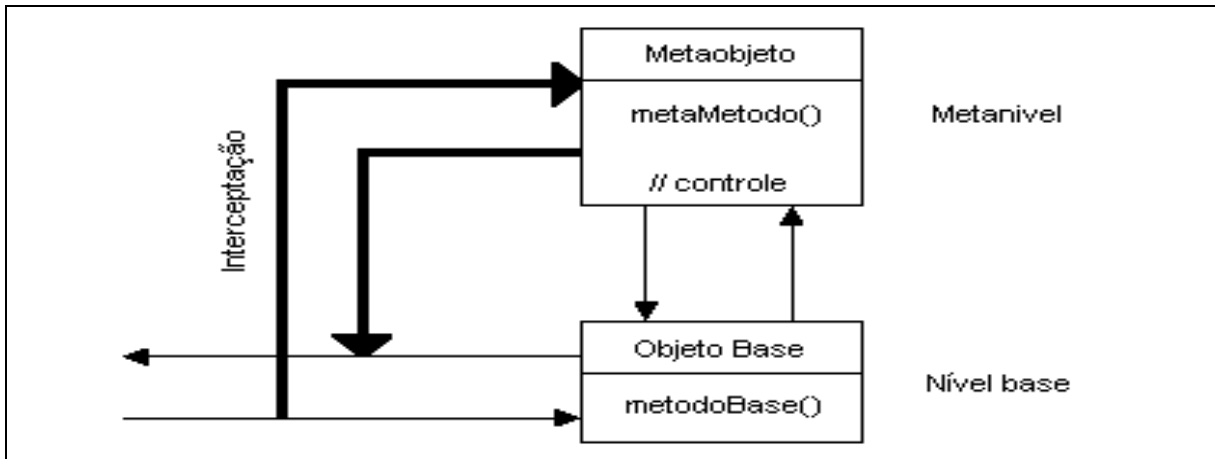 Metaobjeto
metaMetodo()
Metanivel
// controle
Interceptação
Objeto Base
Nível base
metodoBase()